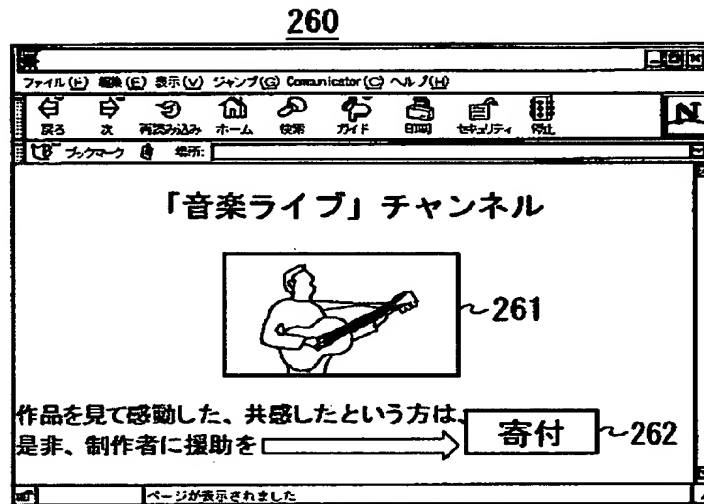 260
ファイル(F) 編集(E) 表示(V) ジャンプ(G) Comunicator(C) ヘルプ(H)
戻る 次 再読み込み ホーム 検索 ガイド 印刷 セキュリティ 停止 N
ブックマーク 場所:
「音楽ライブ」チャンネル
261
作品を見て感動した、共感したという方は、
是非、制作者に援助を
寄付
262
ページが表示されました